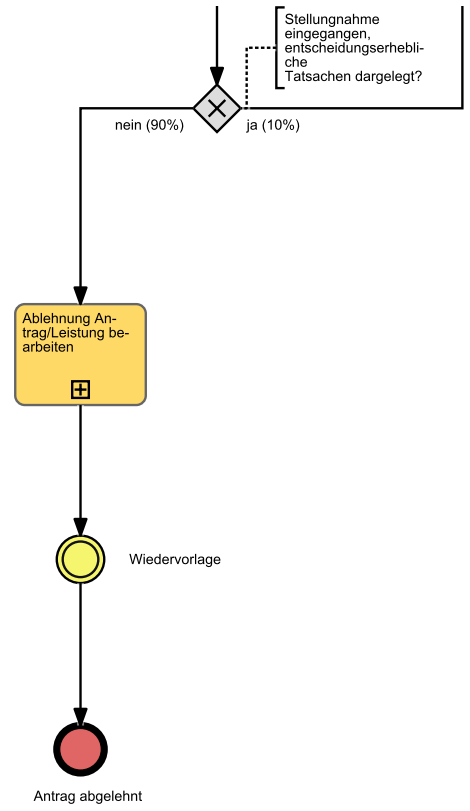 Stellungnahme
eingegangen,
entscheidungserhebli-
che
Tatsachen dargelegt?
nein (90%)
ja (10%)
Ablehnung An-
trag/Leistung be-
arbeiten
Wiedervorlage
Antrag abgelehnt